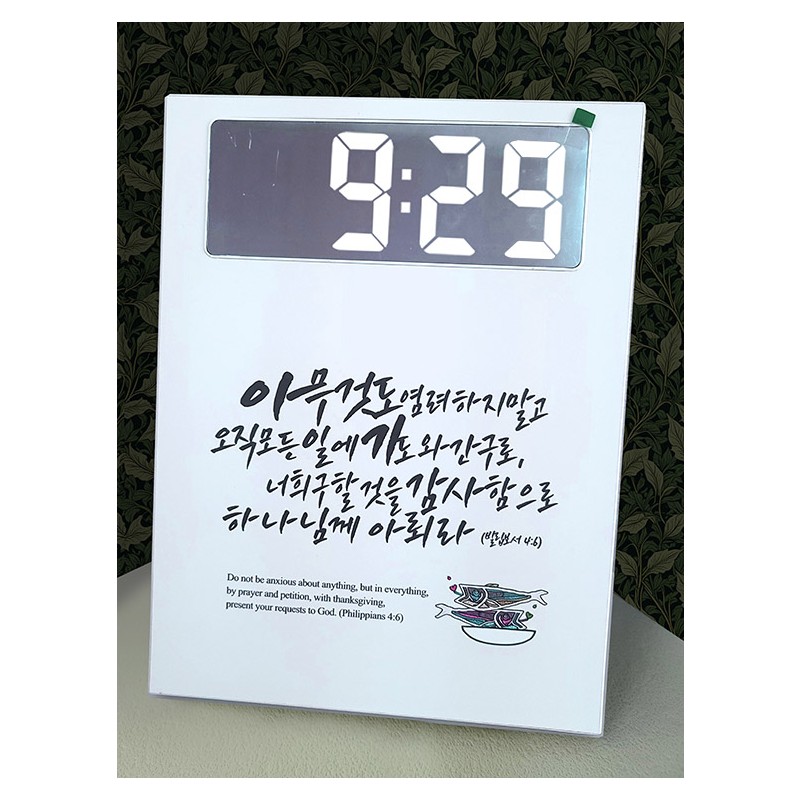 9:29
아무것도 염려하지말고
오직모든 일에 기도와 간구로,
너희 구할 것을 감사함으로
하나님께 아뢰라 (빌립보서 4:6)
Do not be anxious about anything, but in everything,
by prayer and petition, with thanksgiving,
present your requests to God. (Philippians 4:6)